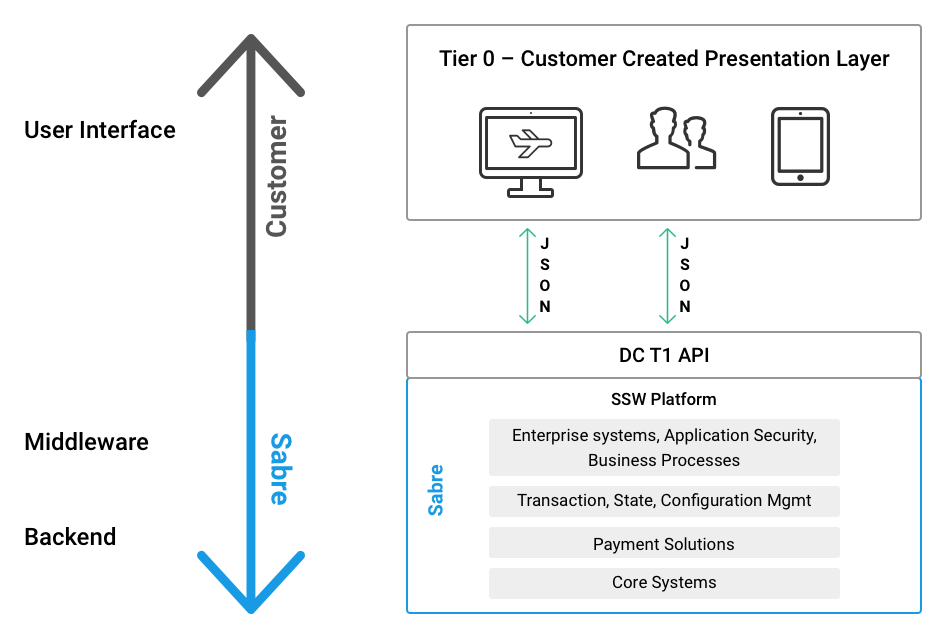 Tier 0 – Customer Created Presentation Layer
User Interface
Customer
J
S
O
N
J
S
O
N
DC T1 API
SSW Platform
Enterprise systems, Application Security,
Business Processes
Middleware
Sabre
Sabre
Transaction, State, Configuration Mgmt
Backend
Payment Solutions
Core Systems